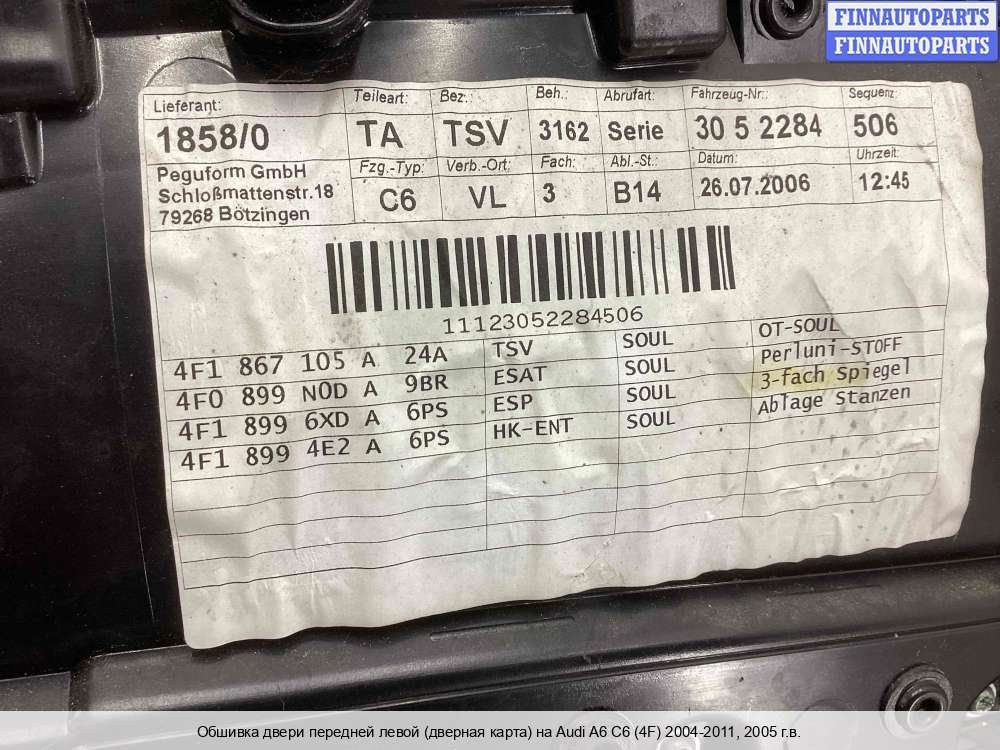 FINNAUTOPARTS
FINNAUTOPARTS
Lieferant: Teileart: Bez.: Beh.: Abrufart: Fahrzeug-Nr.: Sequenz:
1858/0 TA TSV 3162 Serie 30 5 2284 506
Peguform GmbH
Schloßmattenstr.18
79268 Bötzingen
Fzg.-Typ: Verb.-Ort: Fach: Abl.-St.: Datum: Uhrzeit:
C6 VL 3 B14 26.07.2006 12:45
11123052284506
4F1 867 105 A 24A TSV SOUL OT-SOUL
4F0 899 N0D A 9BR ESAT SOUL Perluni-STOFF
4F1 899 6XD A 6PS ESP SOUL 3-fach Spiegel
4F1 899 4E2 A 6PS HK-ENT SOUL Ablage Stanzen
Обшивка двери передней левой (дверная карта) на Audi A6 C6 (4F) 2004-2011, 2005 г.в.